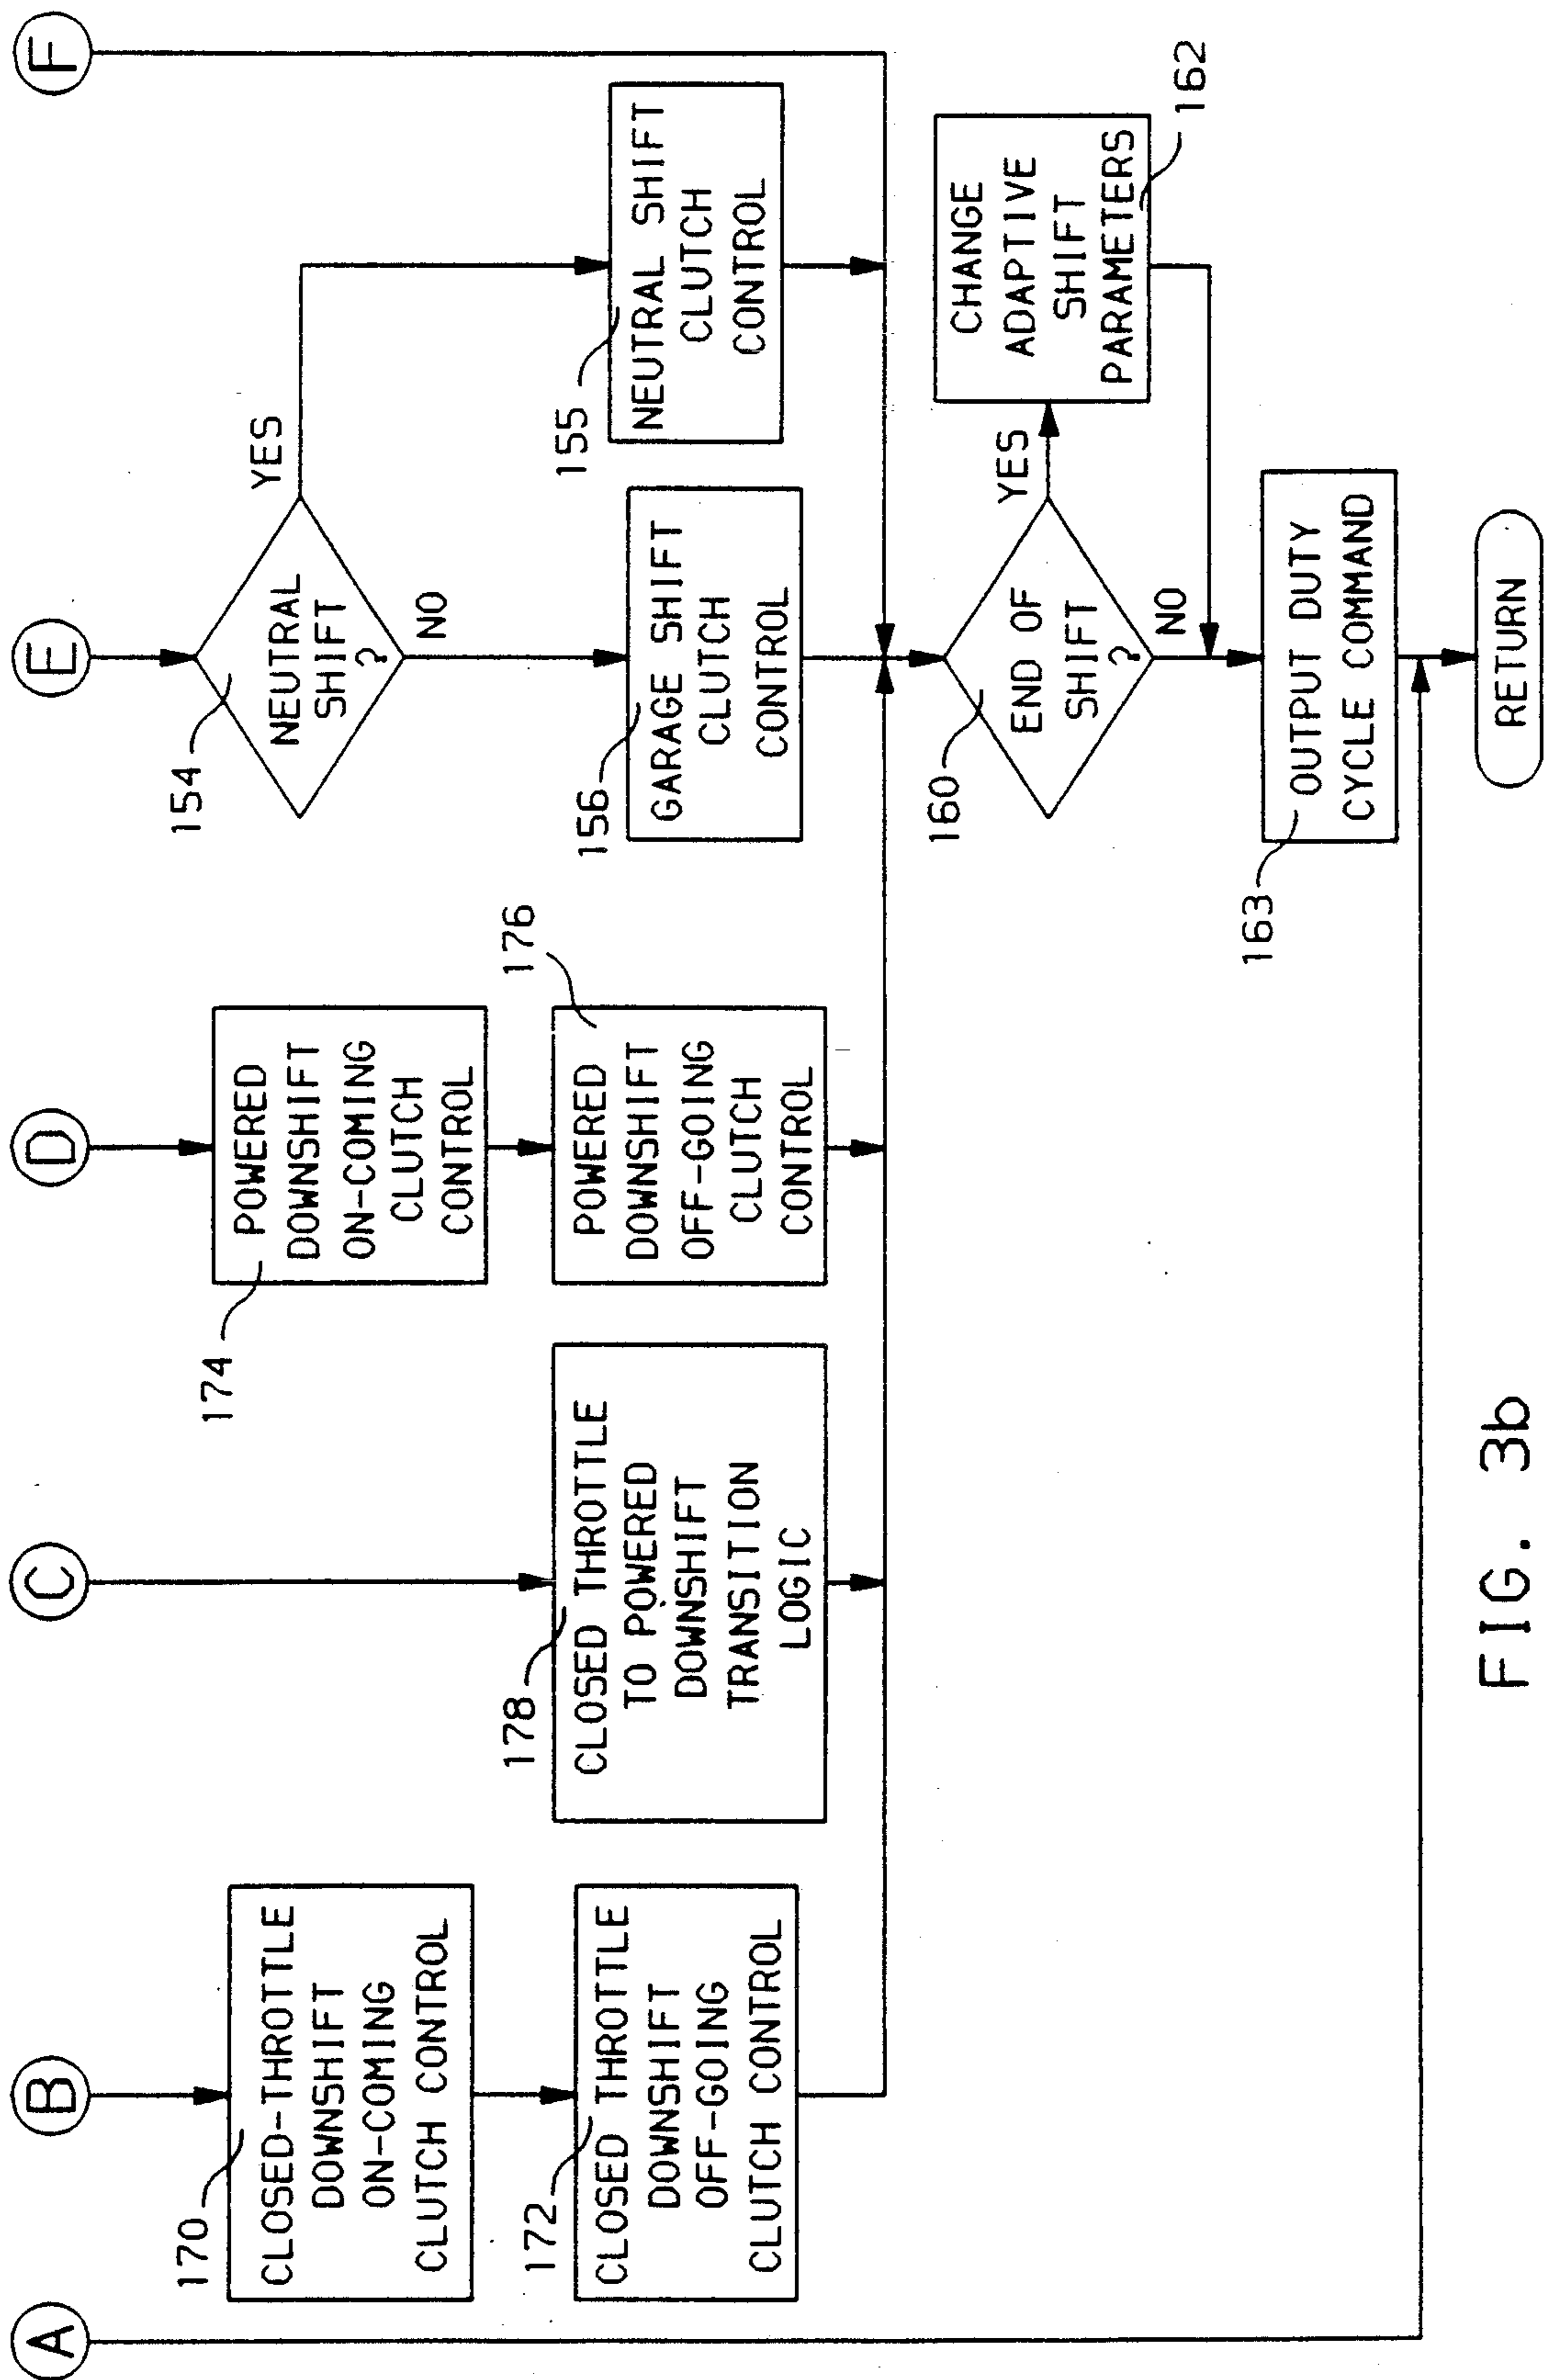 A
B
C
D
E
F
170
CLOSED-THROTTLE
DOWNSHIFT
ON-COMING
CLUTCH CONTROL
172
CLOSED THROTTLE
DOWNSHIFT
OFF-GOING
CLUTCH CONTROL
178
CLOSED THROTTLE
TO POWERED
DOWNSHIFT
TRANSITION
LOGIC
174
POWERED
DOWNSHIFT
ON-COMING
CLUTCH
CONTROL
176
POWERED
DOWNSHIFT
OFF-GOING
CLUTCH
CONTROL
154
NEUTRAL
SHIFT
?
YES
NO
156
GARAGE SHIFT
CLUTCH
CONTROL
155
NEUTRAL SHIFT
CLUTCH
CONTROL
160
END OF
SHIFT
?
YES
NO
CHANGE
ADAPTIVE
SHIFT
PARAMETERS
162
163
OUTPUT DUTY
CYCLE COMMAND
RETURN
FIG. 3b